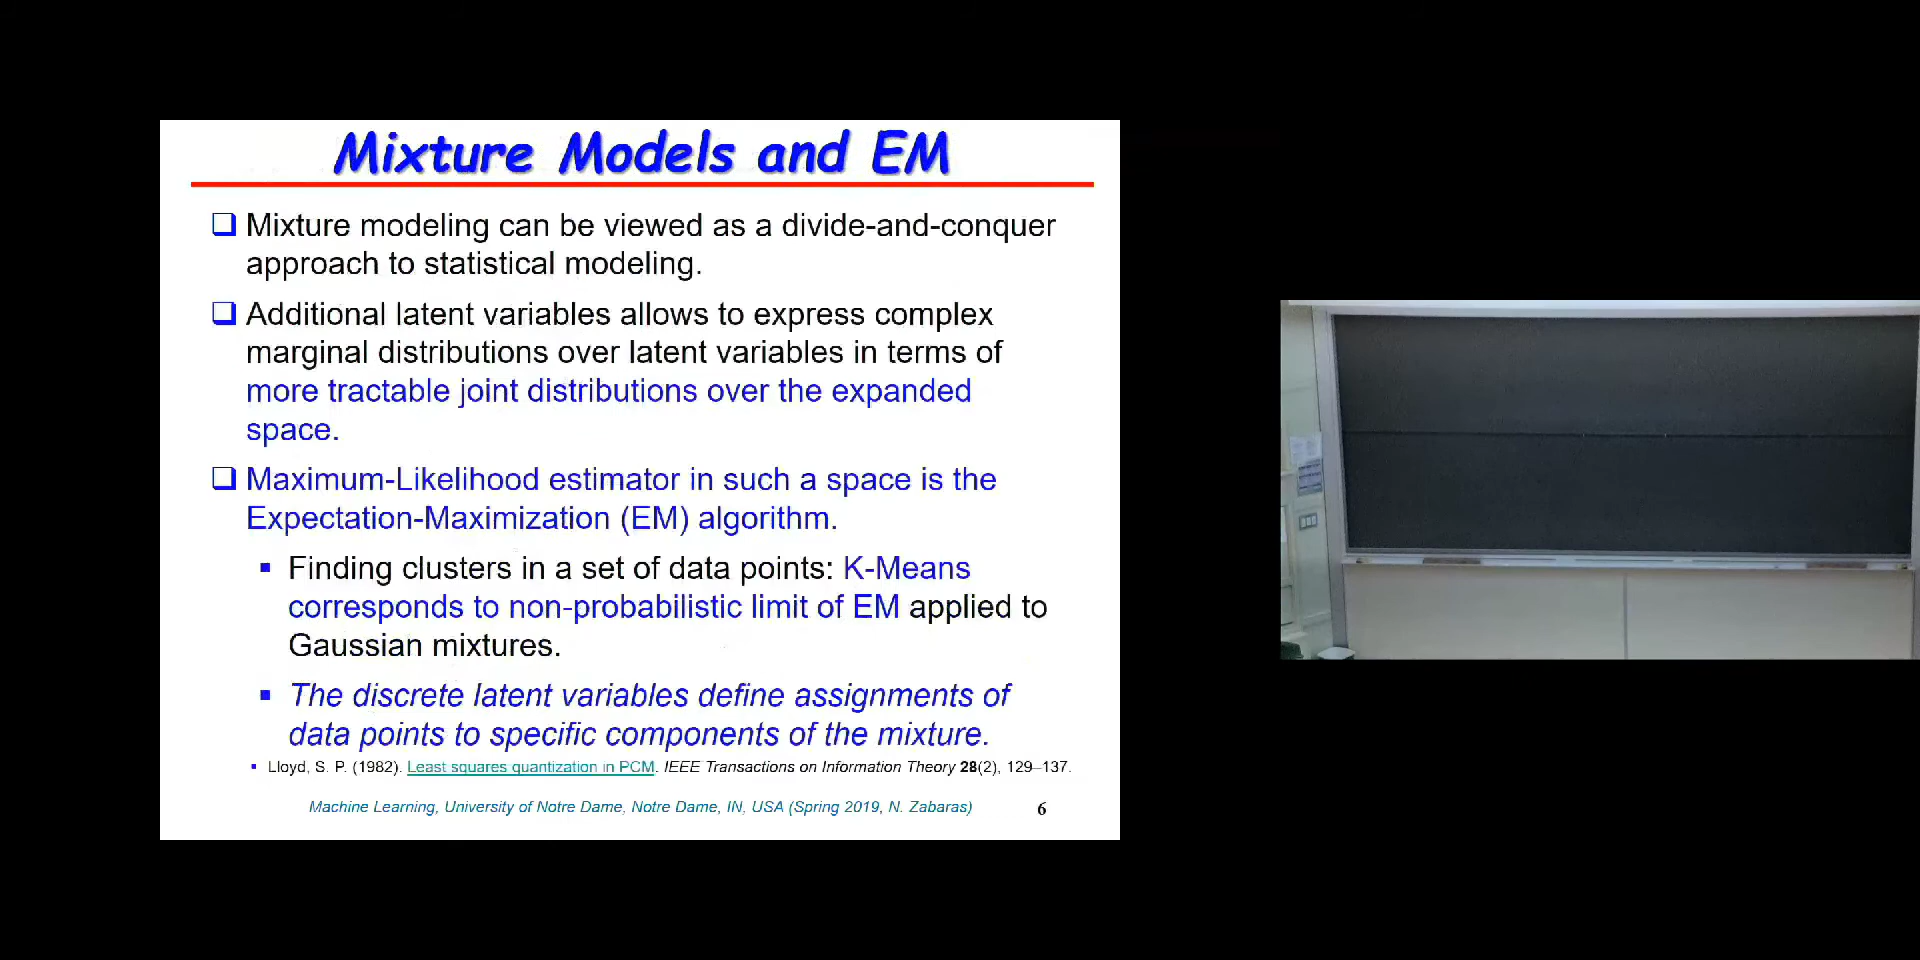 Mixture Models and EM
Mixture modeling can be viewed as a divide-and-conquer
approach to statistical modeling.
Additional latent variables allows to express complex
marginal distributions over latent variables in terms of
more tractable joint distributions over the expanded
space.
Maximum-Likelihood estimator in such a space is the
Expectation-Maximization (EM) algorithm.
Finding clusters in a set of data points: K-Means
corresponds to non-probabilistic limit of EM applied to
Gaussian mixtures.
The discrete latent variables define assignments of
data points to specific components of the mixture.
Lloyd, S. P. (1982). Least squares quantization in PCM. IEEE Transactions on Information Theory 28(2), 129–137.
Machine Learning, University of Notre Dame, Notre Dame, IN, USA (Spring 2019, N. Zabaras)
6